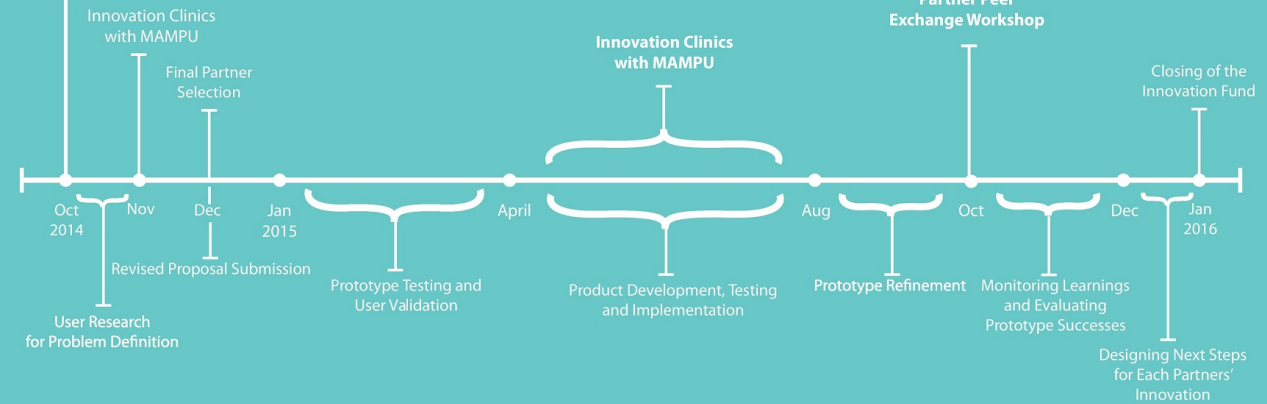 Innovation Clinics
with MAMPU
Final Partner
Selection
Innovation Clinics
with MAMPU
Partner Peer
Exchange Workshop
Closing of the
Innovation Fund
Oct
2014
Nov
Dec
Jan
2015
April
Aug
Oct
Dec
Jan
2016
Revised Proposal Submission
User Research
for Problem Definition
Prototype Testing and
User Validation
Product Development, Testing
and Implementation
Prototype Refinement
Monitoring Learnings
and Evaluating
Prototype Successes
Designing Next Steps
for Each Partners'
Innovation